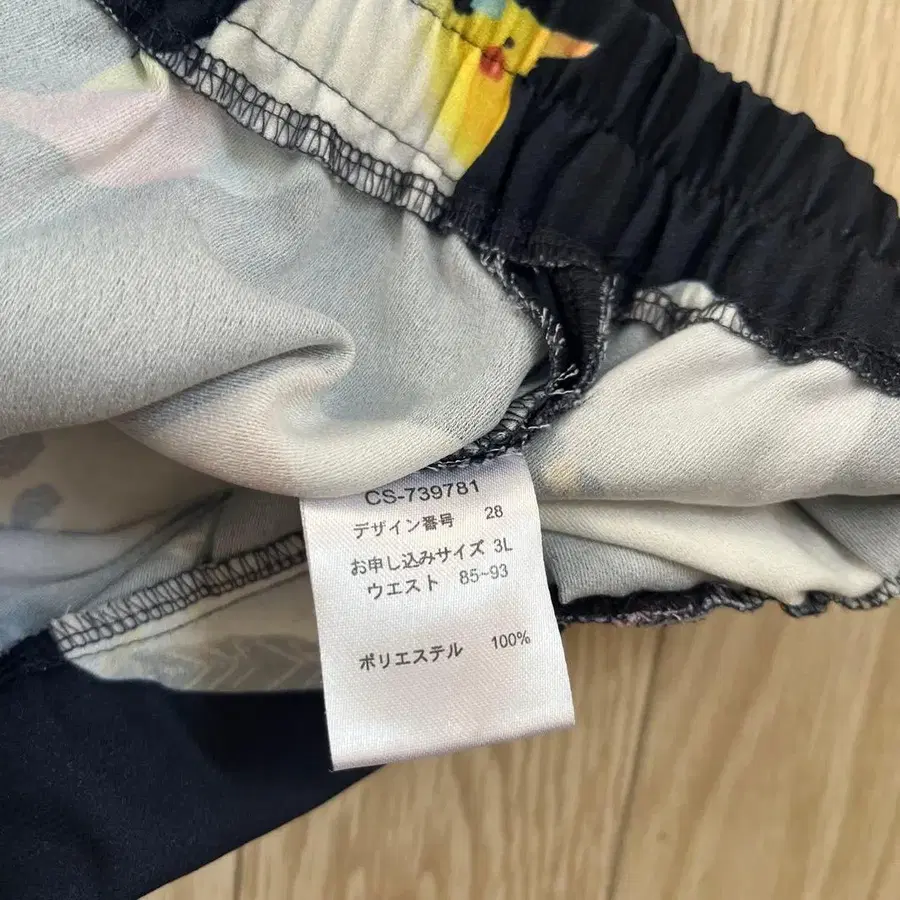 CS-739781
デザイン番号 28
お申し込みサイズ 3L
ウエスト 85~93
ポリエステル 100%